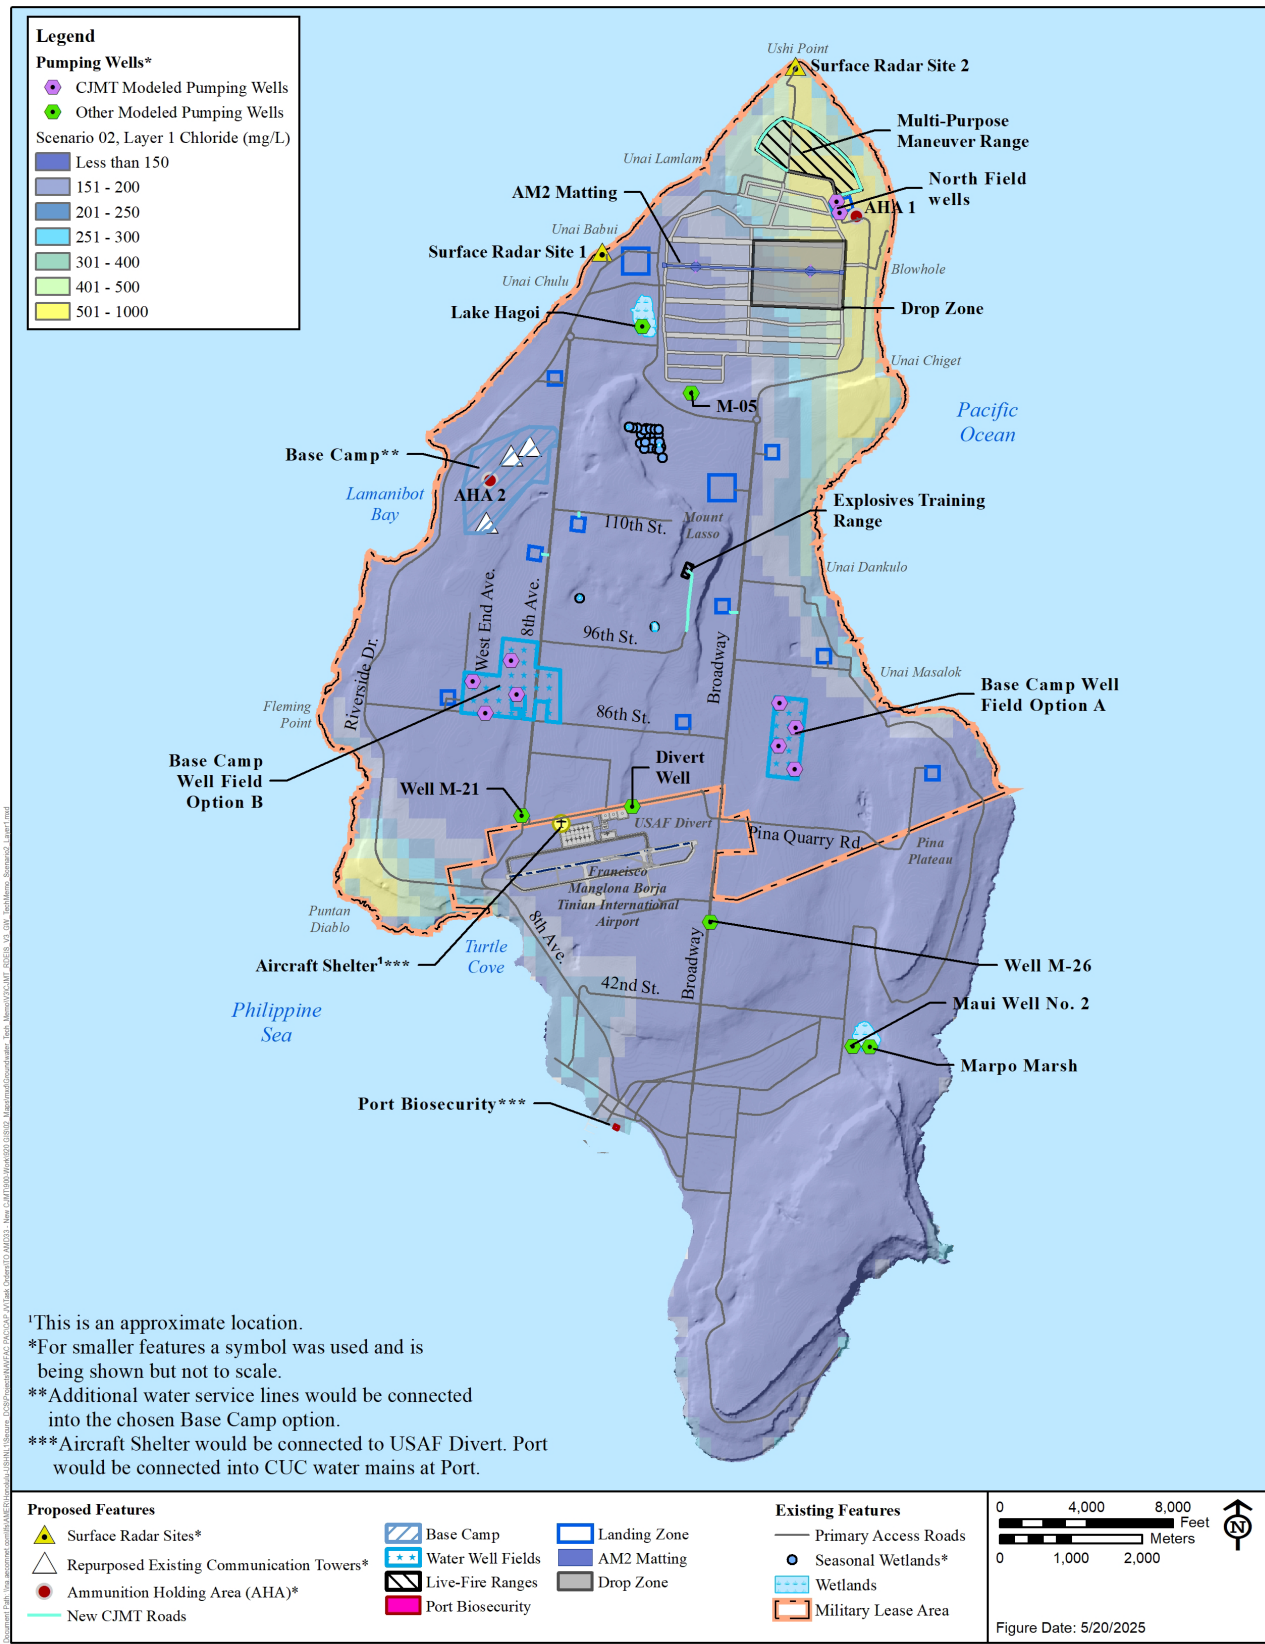 Legend
Pumping Wells*
CJMT Modeled Pumping Wells
Other Modeled Pumping Wells
Scenario 02, Layer 1 Chloride (mg/L)
Less than 150
151 - 200
201 - 250
251 - 300
301 - 400
401 - 500
501 - 1000
Ushi Point
Surface Radar Site 2
Multi-Purpose
Maneuver Range
Unai Lamlam
North Field
wells
AM2 Matting
AHA 1
Unai Babui
Surface Radar Site 1
Blowhole
Unai Chulu
Lake Hagoi
Drop Zone
Unai Chiget
M-05
Pacific
Ocean
Base Camp**
AHA 2
Lamanibot
Bay
Explosives Training
Range
110th St.
Mount
Lasso
Unai Dankulo
West End Ave.
8th Ave.
96th St.
Broadway
Riverside Dr.
Unai Masalok
Base Camp Well
Field Option A
Fleming
Point
86th St.
Base Camp
Well Field
Option B
Divert
Well
Well M-21
USAF Divert
Pina Quarry Rd.
Pina
Plateau
Francisco
Manglona Borja
Tinian International
Airport
Puntan
Diablo
8th Ave.
Turtle
Cove
Aircraft Shelter¹***
Broadway
Well M-26
42nd St.
Philippine
Sea
Maui Well No. 2
Marpo Marsh
Port Biosecurity***
¹This is an approximate location.
*For smaller features a symbol was used and is
being shown but not to scale.
**Additional water service lines would be connected
into the chosen Base Camp option.
***Aircraft Shelter would be connected to USAF Divert. Port
would be connected into CUC water mains at Port.
Proposed Features
Surface Radar Sites*
Repurposed Existing Communication Towers*
Ammunition Holding Area (AHA)*
New CJMT Roads
Base Camp
Water Well Fields
Live-Fire Ranges
Port Biosecurity
Landing Zone
AM2 Matting
Drop Zone
Existing Features
Primary Access Roads
Seasonal Wetlands*
Wetlands
Military Lease Area
0 4,000 8,000
Feet
Meters
0 1,000 2,000
N
Figure Date: 5/20/2025